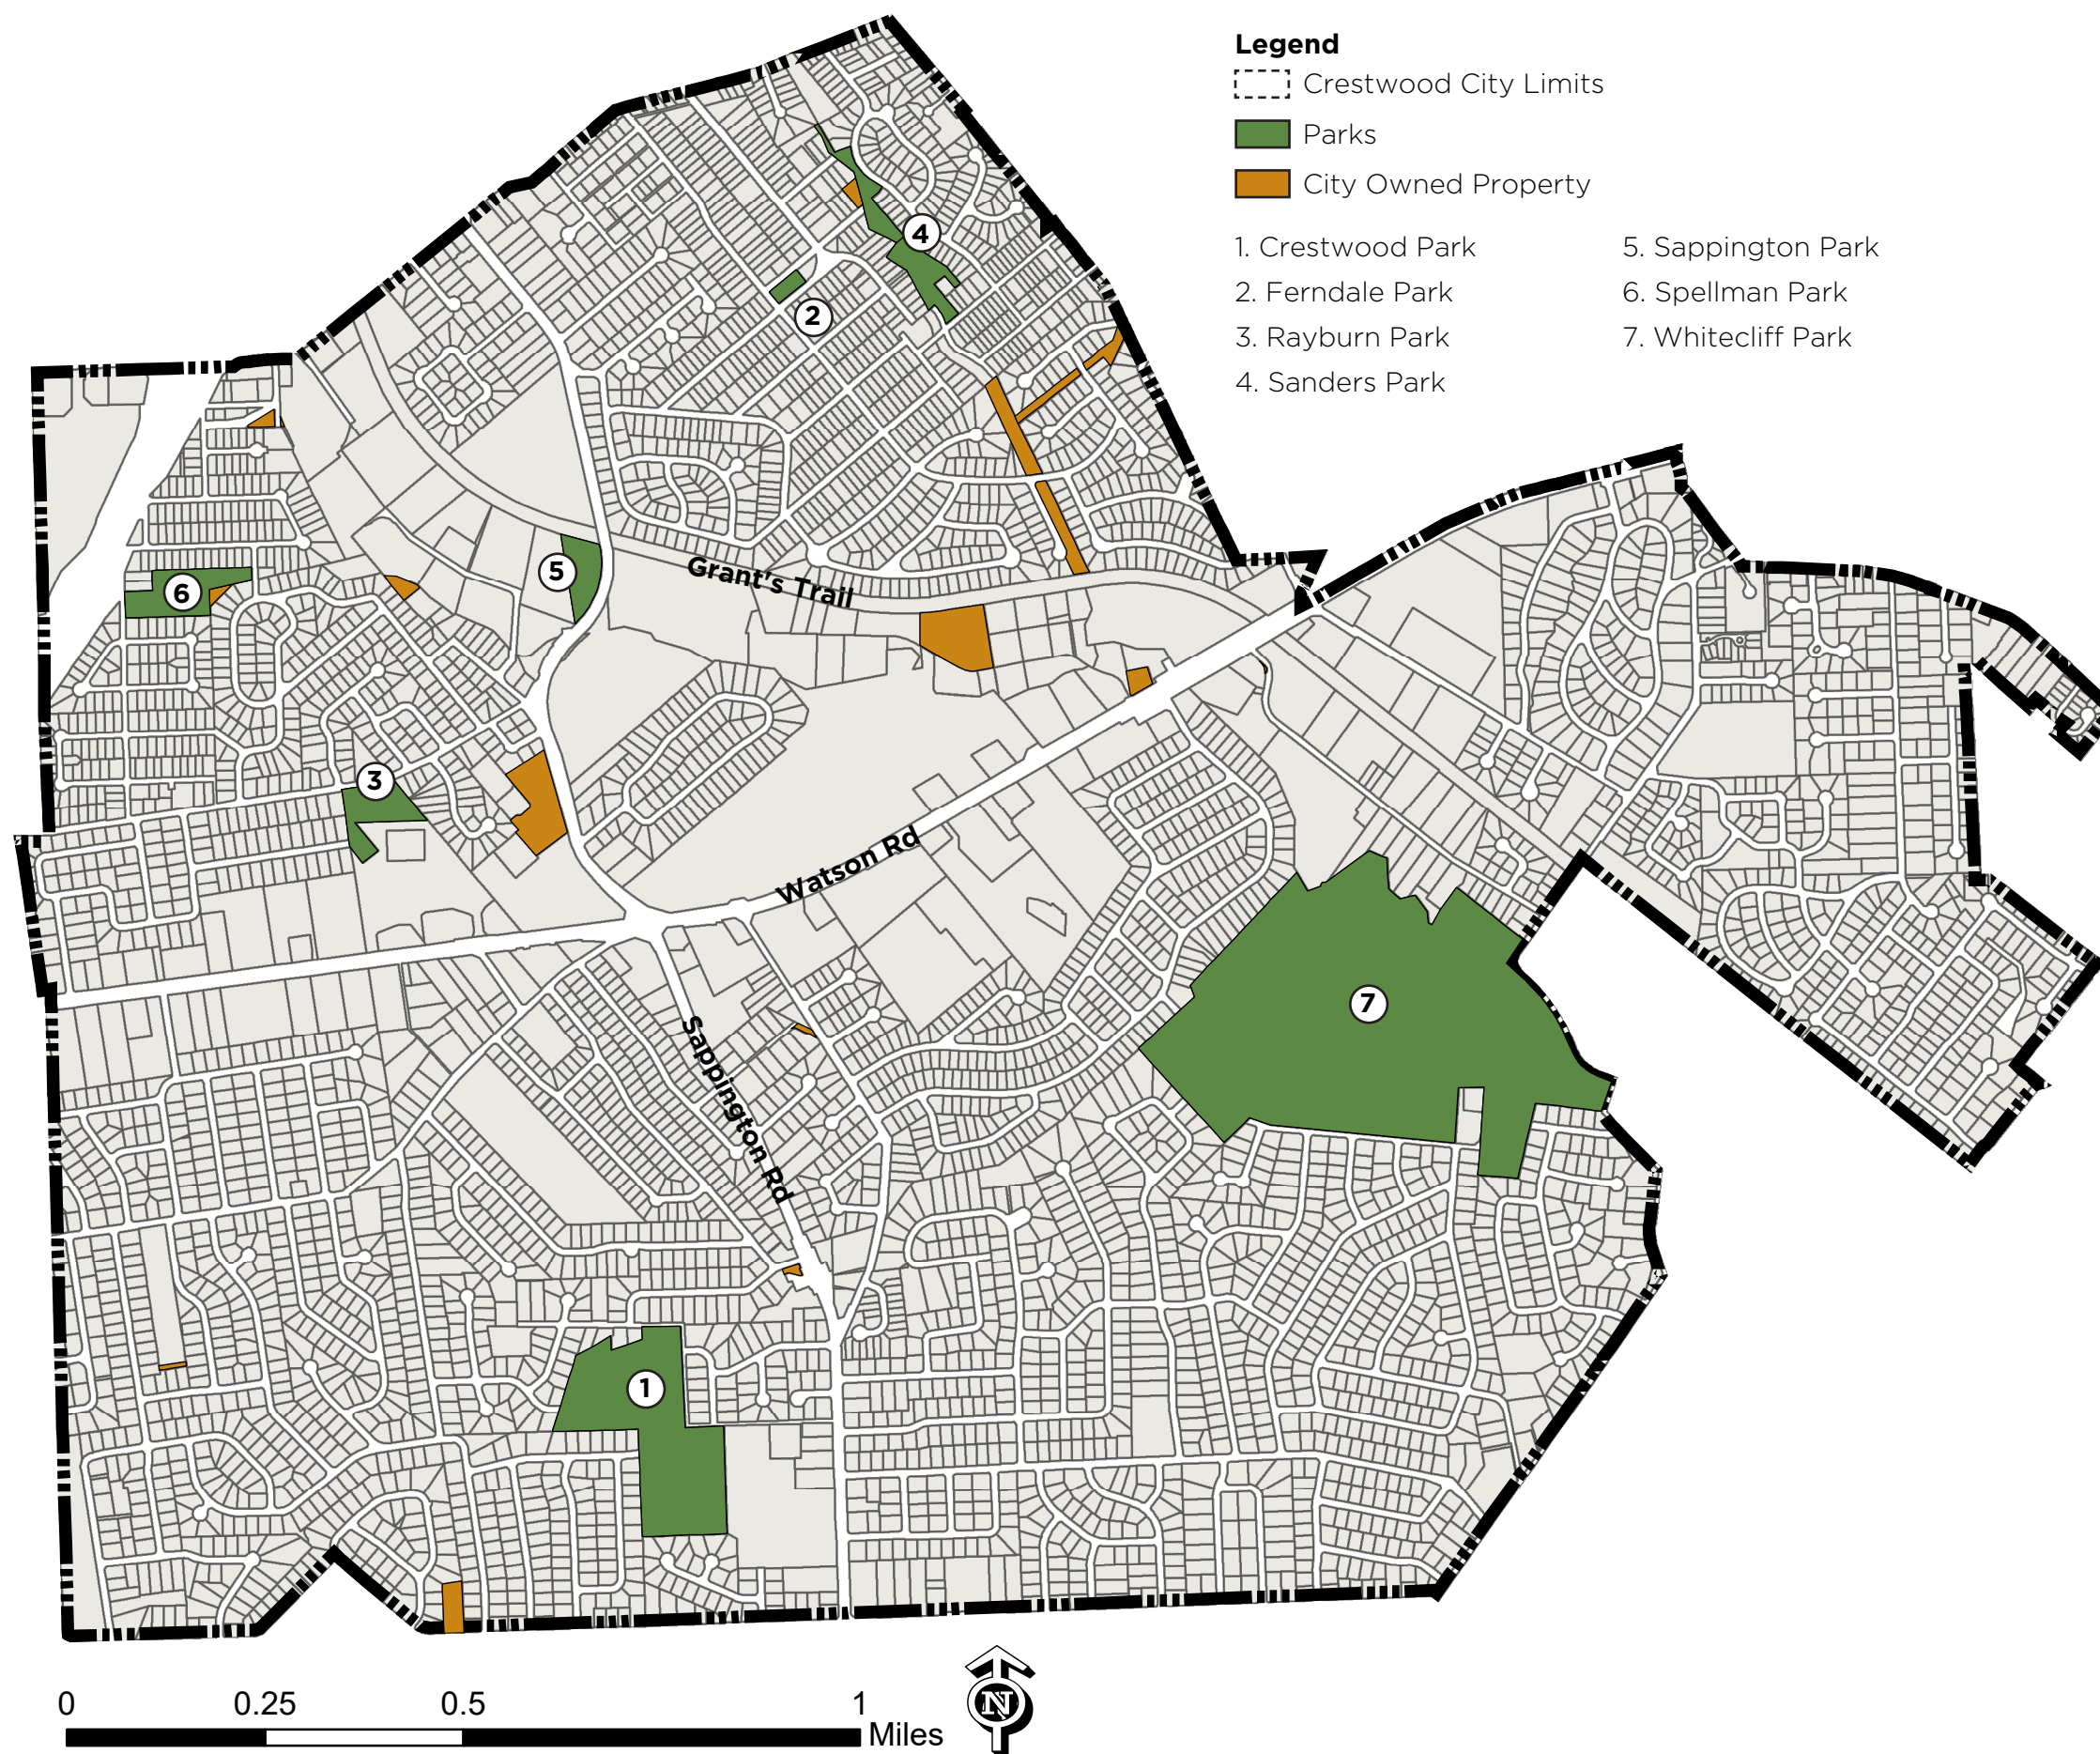 Legend
Crestwood City Limits
Parks
City Owned Property
1. Crestwood Park
2. Ferndale Park
3. Rayburn Park
4. Sanders Park
5. Sappington Park
6. Spellman Park
7. Whitecliff Park
4
2
5
Grant's Trail
6
3
Watson Rd
7
Sappington Rd
1
0 0.25 0.5 1
Miles
N